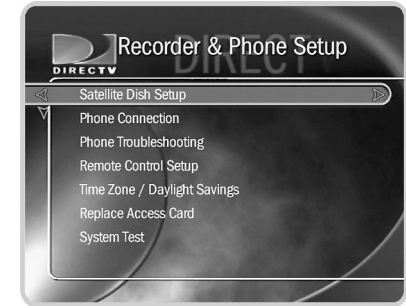 Recorder & Phone Setup
DIRECTV
DIRECTV
Satellite Dish Setup
Phone Connection
Phone Troubleshooting
Remote Control Setup
Time Zone / Daylight Savings
Replace Access Card
System Test